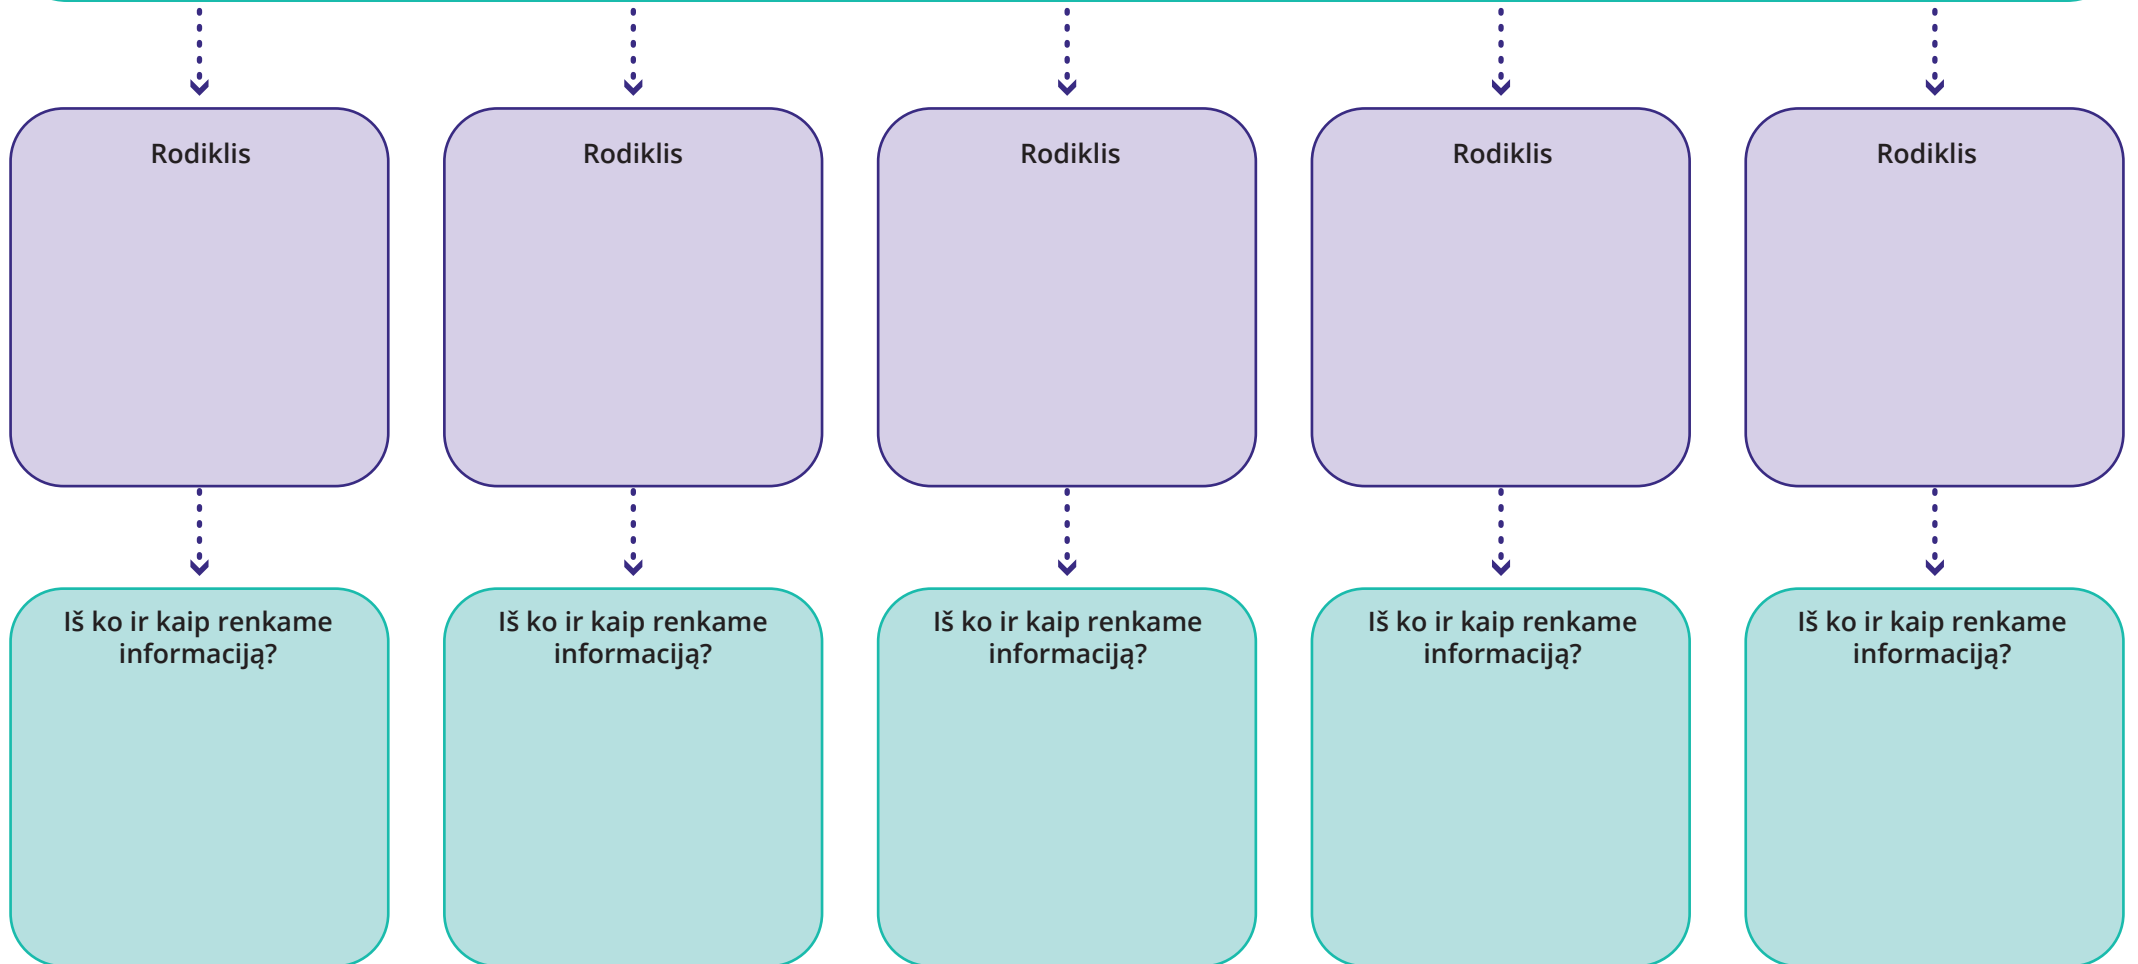 Rodiklis
Rodiklis
Rodiklis
Rodiklis
Rodiklis
Iš ko ir kaip renkame
informaciją?
Iš ko ir kaip renkame
informaciją?
Iš ko ir kaip renkame
informaciją?
Iš ko ir kaip renkame
informaciją?
Iš ko ir kaip renkame
informaciją?